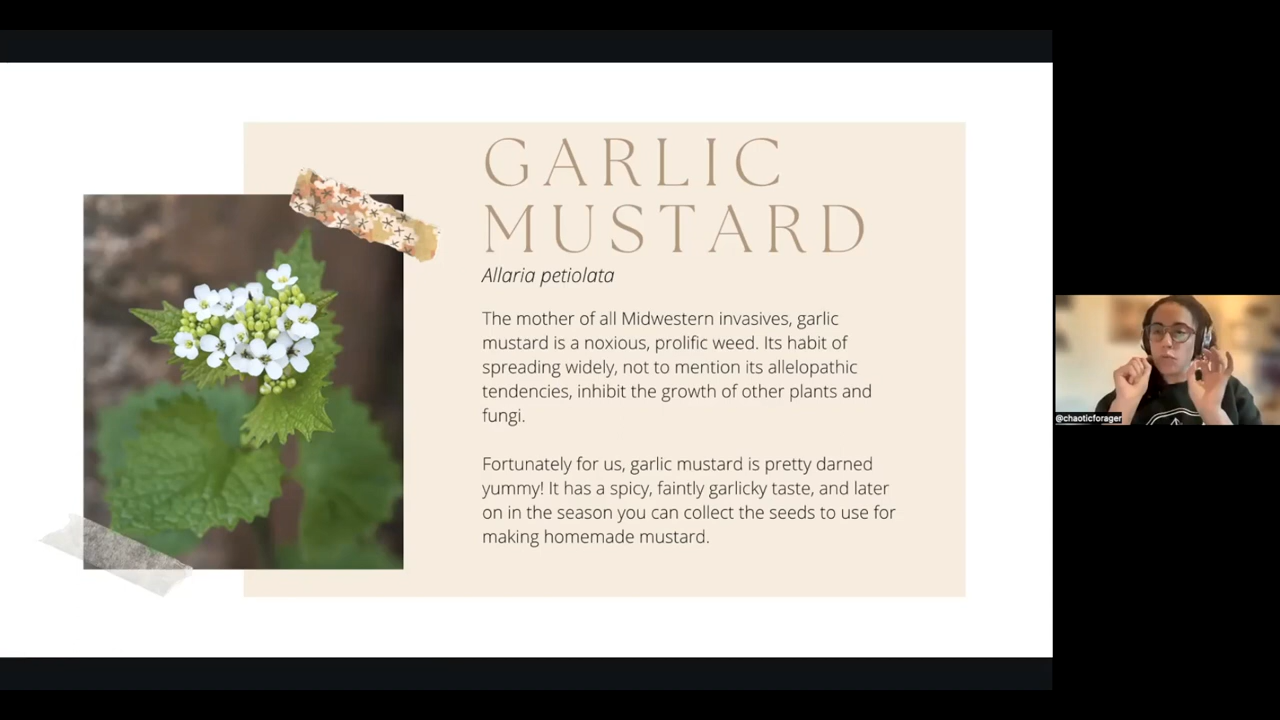 GARLIC
MUSTARD
Allaria petiolata
The mother of all Midwestern invasives, garlic
mustard is a noxious, prolific weed. Its habit of
spreading widely, not to mention its allelopathic
tendencies, inhibit the growth of other plants and
fungi.
Fortunately for us, garlic mustard is pretty darned
yummy! It has a spicy, faintly garlicky taste, and later
on in the season you can collect the seeds to use for
making homemade mustard.
@chaoticforager